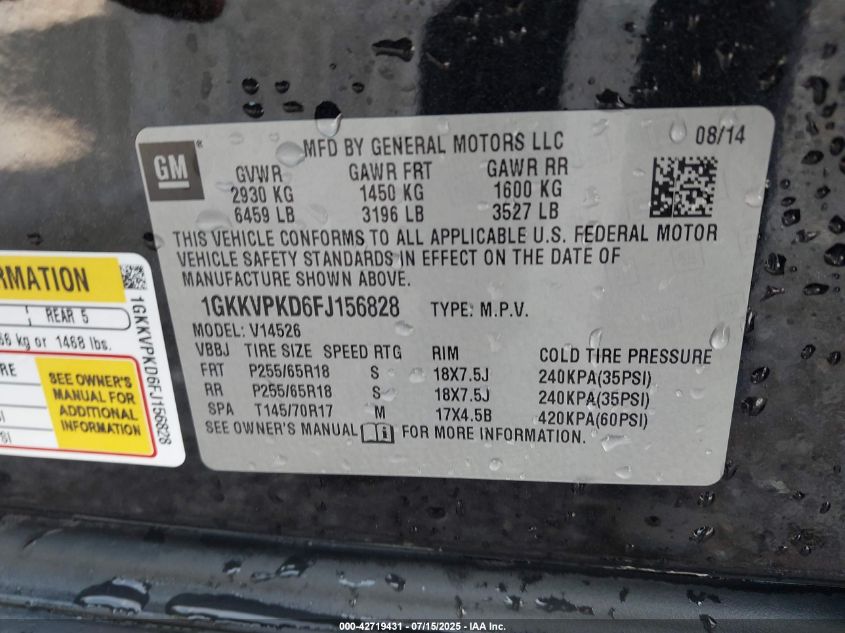 GM
MFD BY GENERAL MOTORS LLC 08/14
GVWR GAWR FRT GAWR RR
2930 KG 1450 KG 1600 KG
6459 LB 3196 LB 3527 LB
THIS VEHICLE CONFORMS TO ALL APPLICABLE U.S. FEDERAL MOTOR
VEHICLE SAFETY STANDARDS IN EFFECT ON THE DATE OF
MANUFACTURE SHOWN ABOVE.
1GKKVPKD6FJ156828 TYPE: M.P.V.
MODEL: V14526
VBBJ TIRE SIZE SPEED RTG RIM COLD TIRE PRESSURE
FRT P255/65R18 S 18X7.5J 240KPA(35PSI)
RR P255/65R18 S 18X7.5J 240KPA(35PSI)
SPA T145/70R17 M 17X4.5B 420KPA(60PSI)
SEE OWNER'S MANUAL FOR MORE INFORMATION.
REAR 5
kg or 1468 lbs.
SEE OWNER'S
MANUAL FOR
ADDITIONAL
INFORMATION
1GKKVPKD6FJ156828
000-42719431 - 07/15/2025 - IAA Inc.